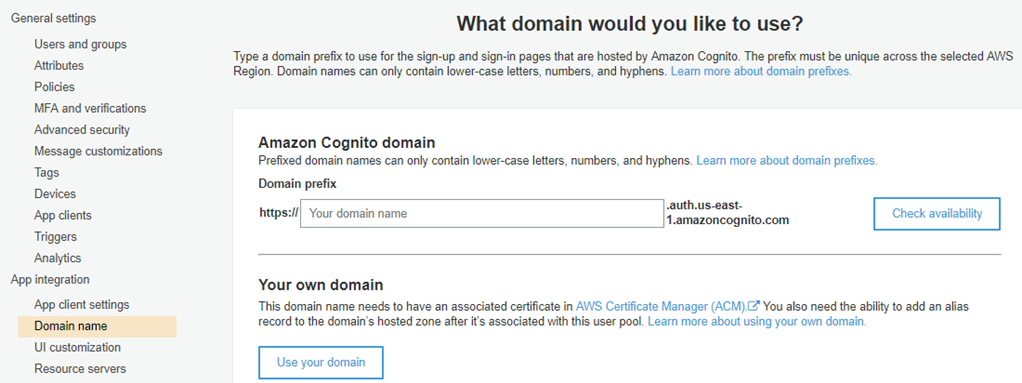 General settings
Users and groups
Attributes
Policies
MFA and verifications
Advanced security
Message customizations
Tags
Devices
App clients
Triggers
Analytics
App integration
App client settings
Domain name
UI customization
Resource servers
What domain would you like to use?
Type a domain prefix to use for the sign-up and sign-in pages that are hosted by Amazon Cognito. The prefix must be unique across the selected AWS
Region. Domain names can only contain lower-case letters, numbers, and hyphens. Learn more about domain prefixes.
Amazon Cognito domain
Prefixed domain names can only contain lower-case letters, numbers, and hyphens. Learn more about domain prefixes.
Domain prefix
https:// Your domain name .auth.us-east-
1.amazoncognito.com
Check availability
Your own domain
This domain name needs to have an associated certificate in AWS Certificate Manager (ACM). You also need the ability to add an alias
record to the domain's hosted zone after it's associated with this user pool. Learn more about using your own domain.
Use your domain